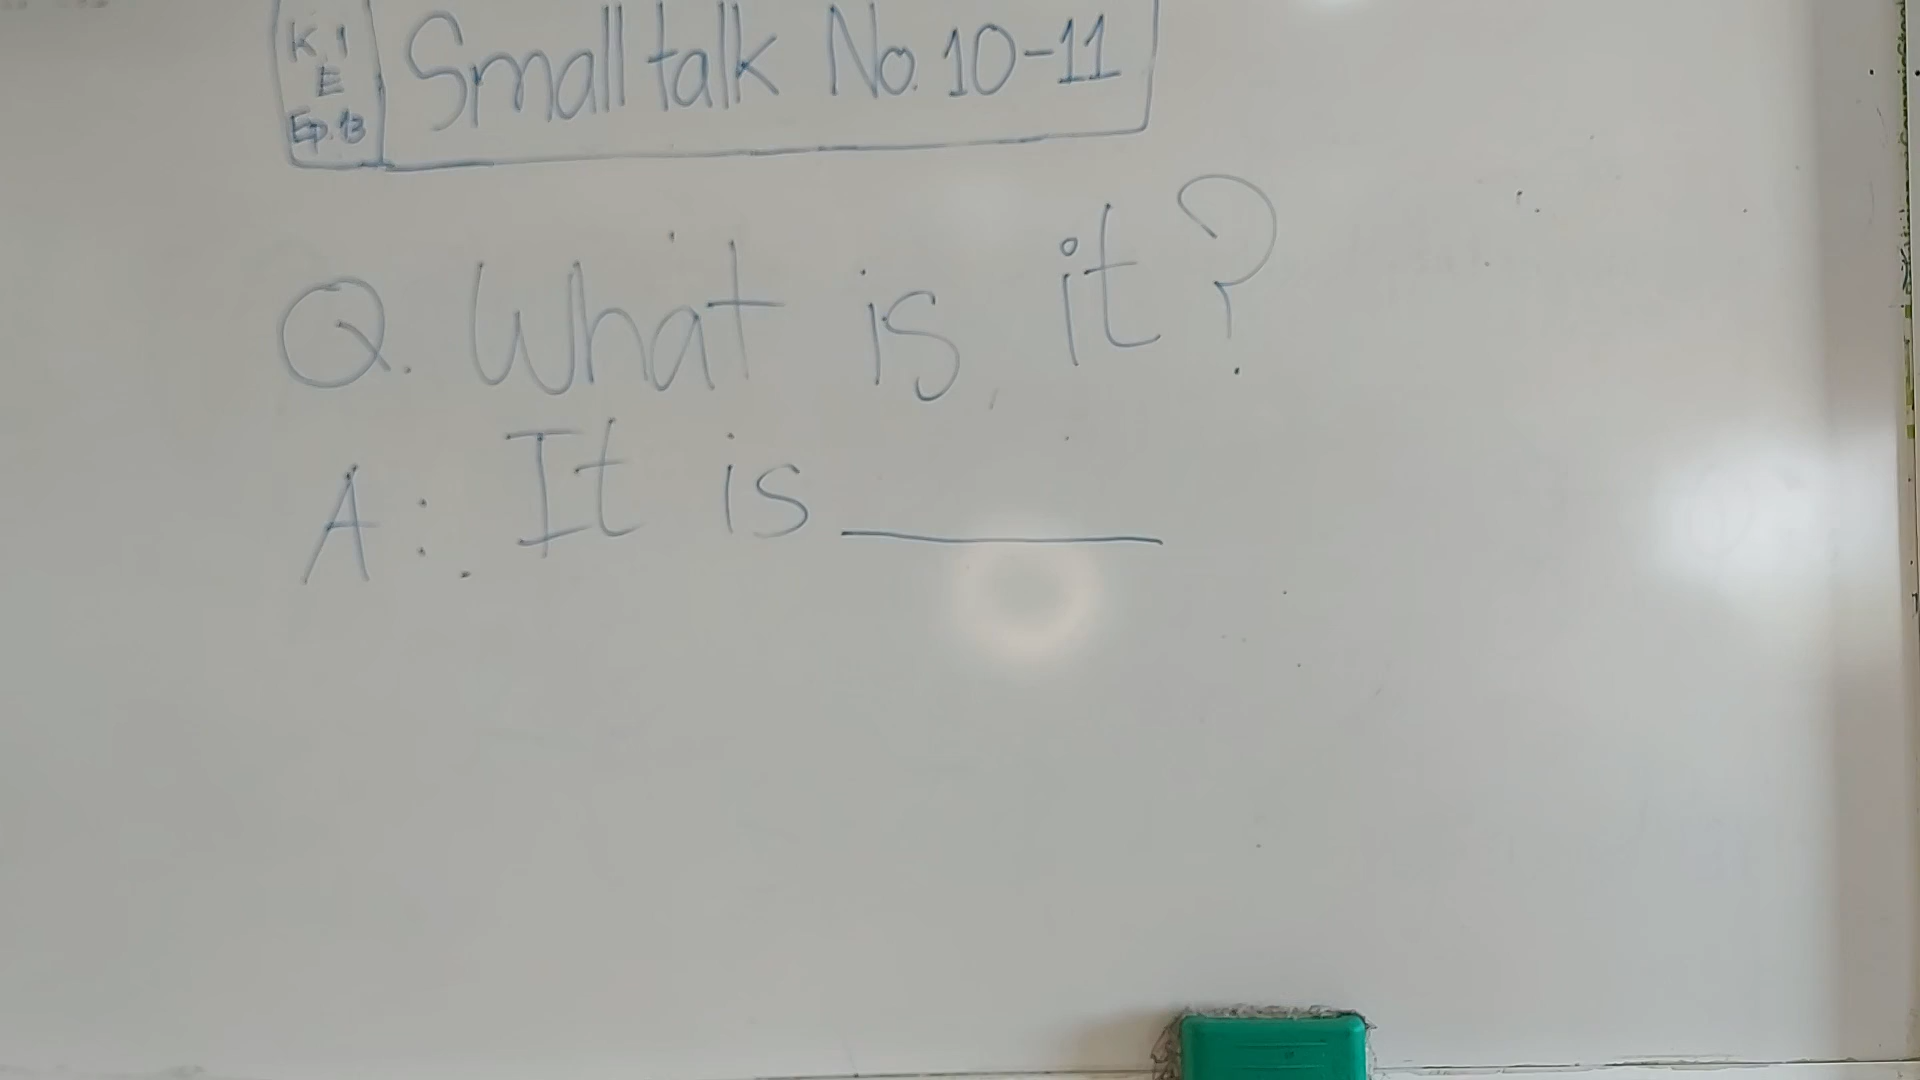 K.1
E
Ep.13
Small talk No. 10-11
Q. What is it?
A: It is ______